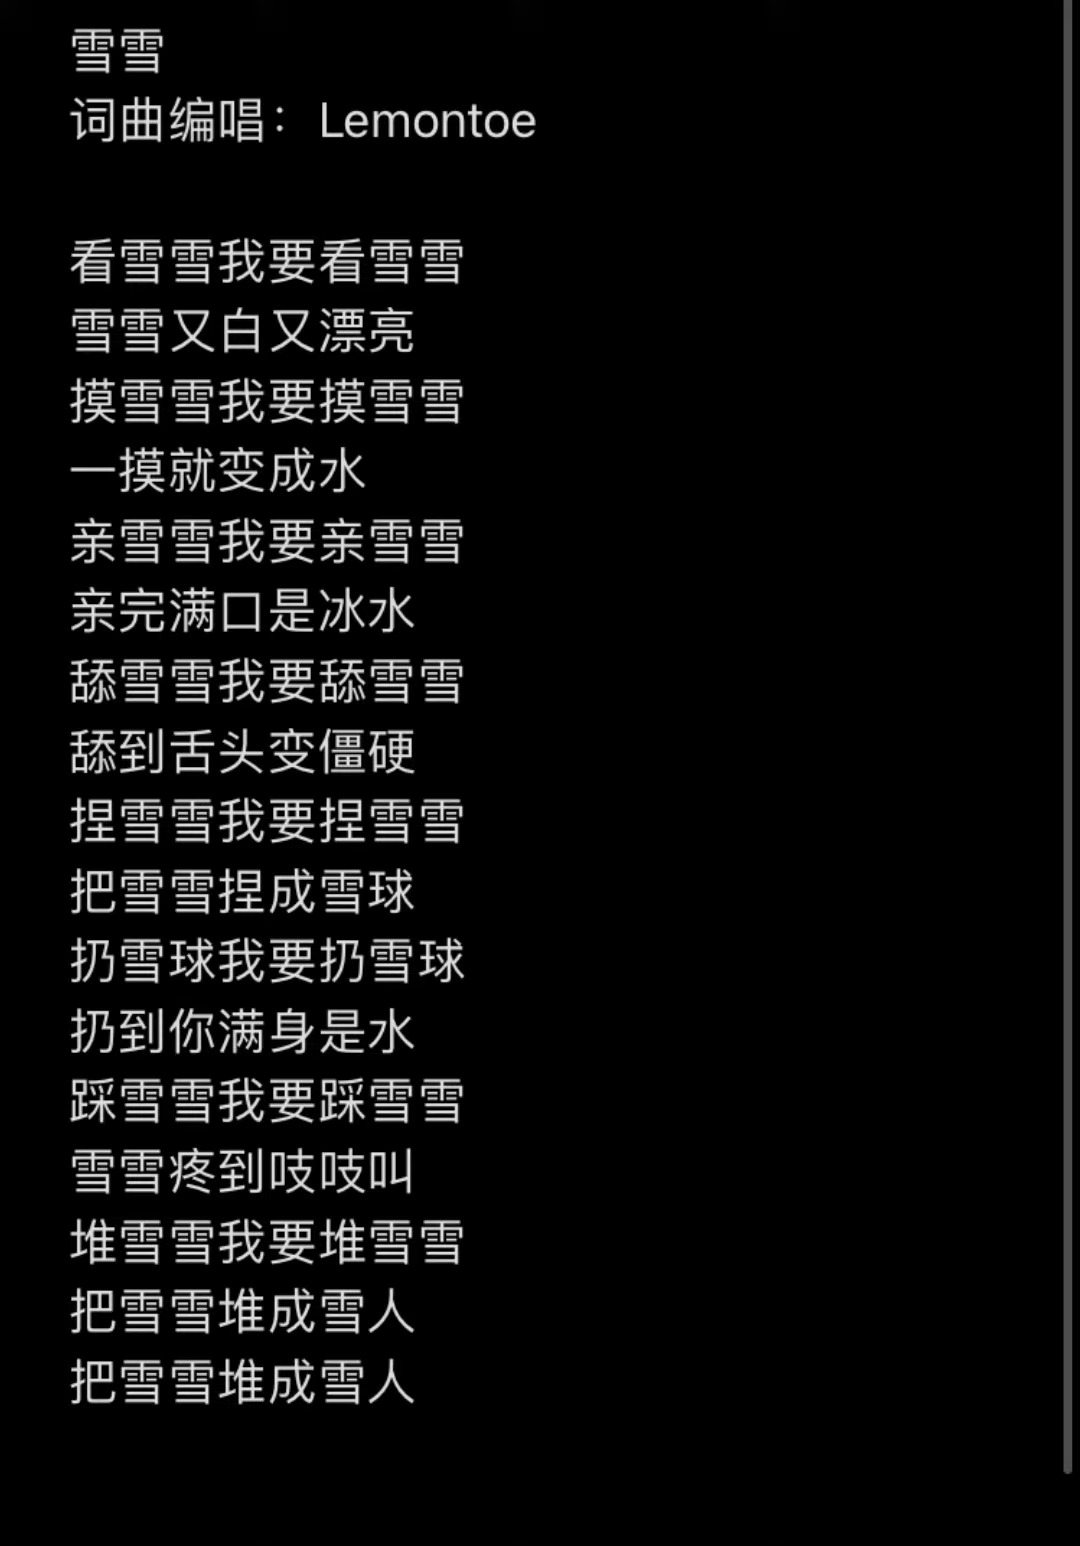 雪雪
词曲编唱：Lemontoe
看雪雪我要看雪雪
雪雪又白又漂亮
摸雪雪我要摸雪雪
一摸就变成水
亲雪雪我要亲雪雪
亲完满口是冰水
舔雪雪我要舔雪雪
舔到舌头变僵硬
捏雪雪我要捏雪雪
把雪雪捏成雪球
扔雪球我要扔雪球
扔到你满身是水
踩雪雪我要踩雪雪
雪雪疼到吱吱叫
堆雪雪我要堆雪雪
把雪雪堆成雪人
把雪雪堆成雪人